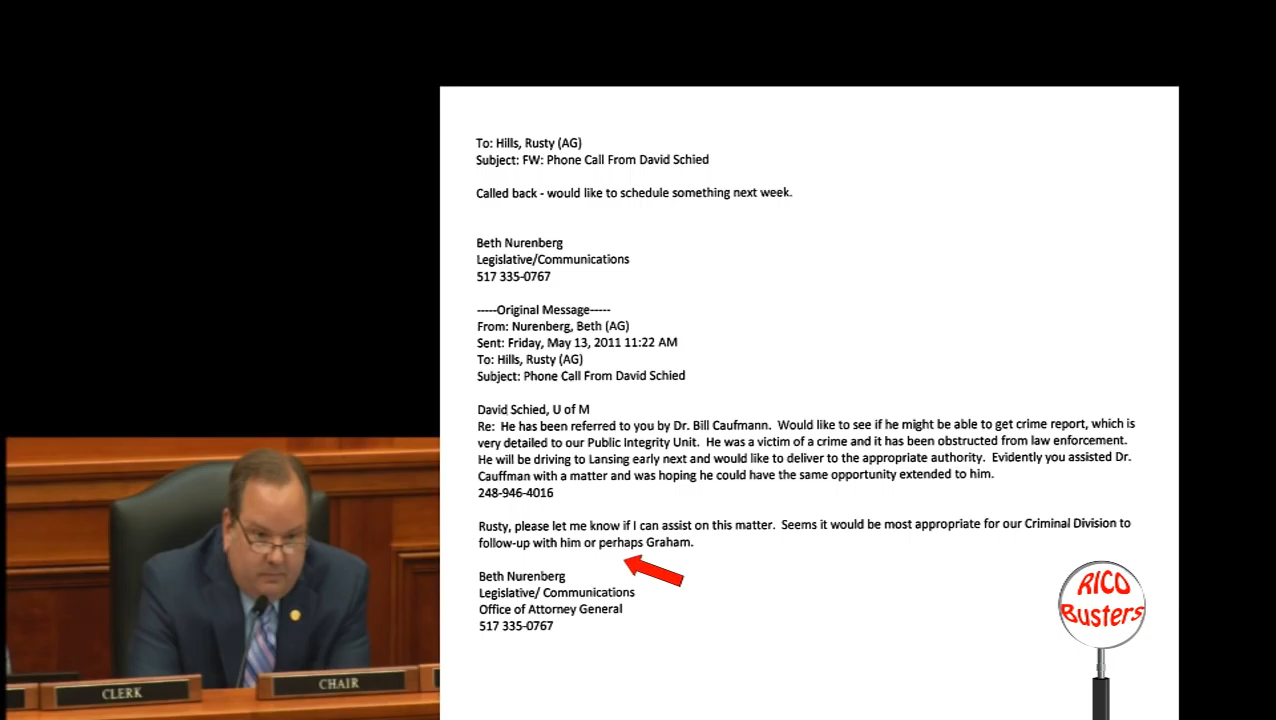 To: Hills, Rusty (AG)
Subject: FW: Phone Call From David Schied
Called back - would like to schedule something next week.
Beth Nurenberg
Legislative/Communications
517 335-0767
-----Original Message-----
From: Nurenberg, Beth (AG)
Sent: Friday, May 13, 2011 11:22 AM
To: Hills, Rusty (AG)
Subject: Phone Call From David Schied
David Schied, U of M
Re:  He has been referred to you by Dr. Bill Caufmann.  Would like to see if he might be able to get crime report, which is
very detailed to our Public Integrity Unit.  He was a victim of a crime and it has been obstructed from law enforcement.
He will be driving to Lansing early next and would like to deliver to the appropriate authority.  Evidently you assisted Dr.
Cauffman with a matter and was hoping he could have the same opportunity extended to him.
248-946-4016
Rusty, please let me know if I can assist on this matter.  Seems it would be most appropriate for our Criminal Division to
follow-up with him or perhaps Graham.
Beth Nurenberg
Legislative/ Communications
Office of Attorney General
517 335-0767
RICO
Busters
CLERK
CHAIR